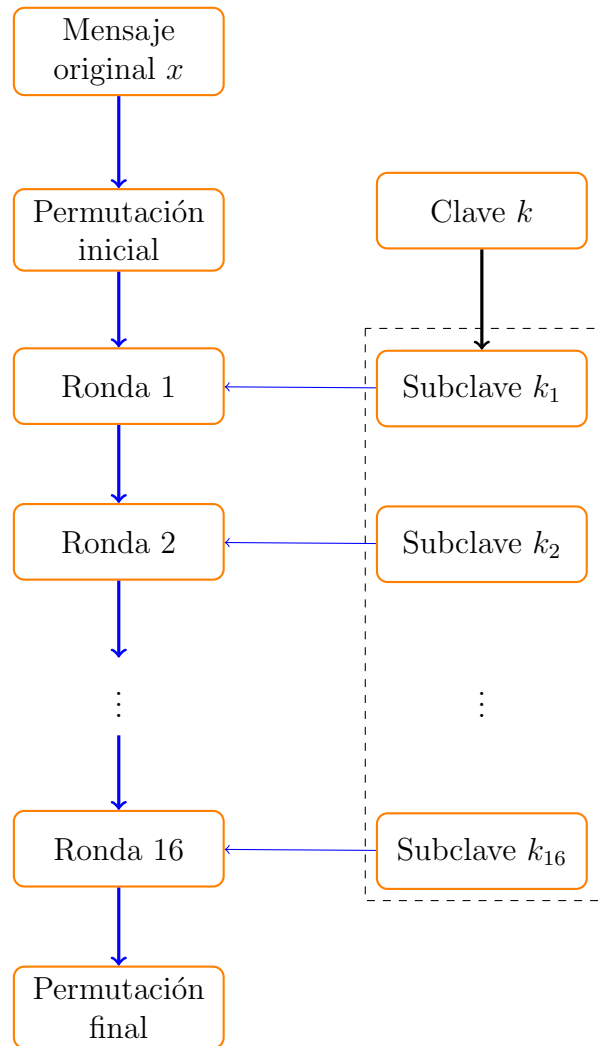 Mensaje
original x
Permutación
inicial
Clave k
Ronda 1
Subclave k₁
Ronda 2
Subclave k₂
⋮
⋮
Ronda 16
Subclave k₁₆
Permutación
final